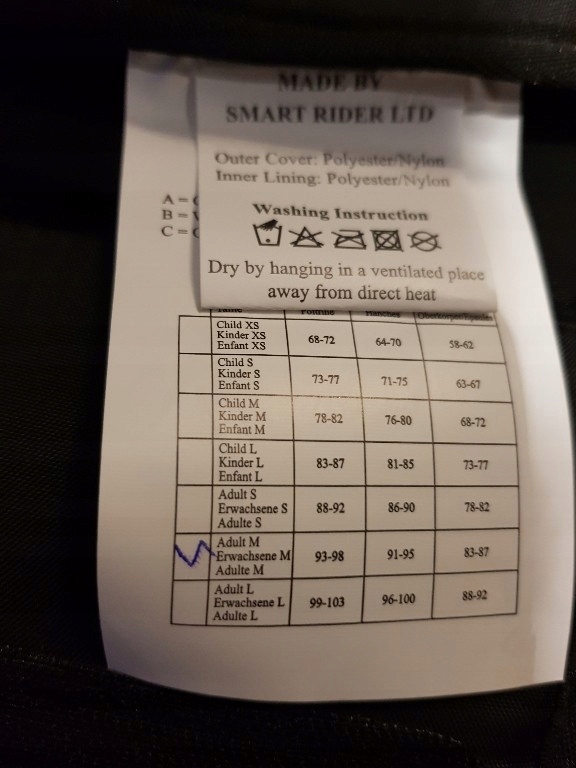 MADE BY
SMART RIDER LTD
Outer Cover: Polyester/Nylon
Inner Lining: Polyester/Nylon
A =
B =
C =
Washing Instruction
Dry by hanging in a ventilated place
away from direct heat
Child XS
Kinder XS
Enfant XS
68-72
64-70
58-62
Child S
Kinder S
Enfant S
73-77
71-75
63-67
Child M
Kinder M
Enfant M
78-82
76-80
68-72
Child L
Kinder L
Enfant L
83-87
81-85
73-77
Adult S
Erwachsene S
Adulte S
88-92
86-90
78-82
Adult M
Erwachsene M
Adulte M
93-98
91-95
83-87
Adult L
Erwachsene L
Adulte L
99-103
96-100
88-92